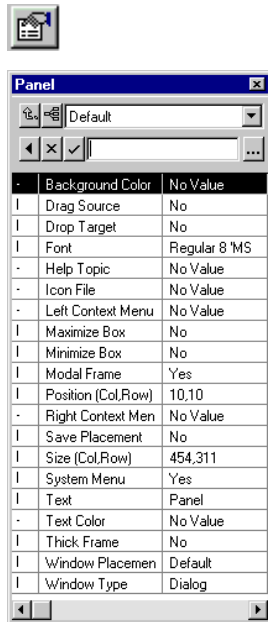 Panel
Default
...
- Background Color No Value
I Drag Source No
I Drop Target No
I Font Regular 8 'MS
- Help Topic No Value
- Icon File No Value
- Left Context Menu No Value
I Maximize Box No
I Minimize Box No
I Modal Frame Yes
I Position (Col,Row) 10,10
- Right Context Men No Value
I Save Placement No
I Size (Col,Row) 454,311
I System Menu Yes
I Text Panel
- Text Color No Value
I Thick Frame No
I Window Placemen Default
I Window Type Dialog